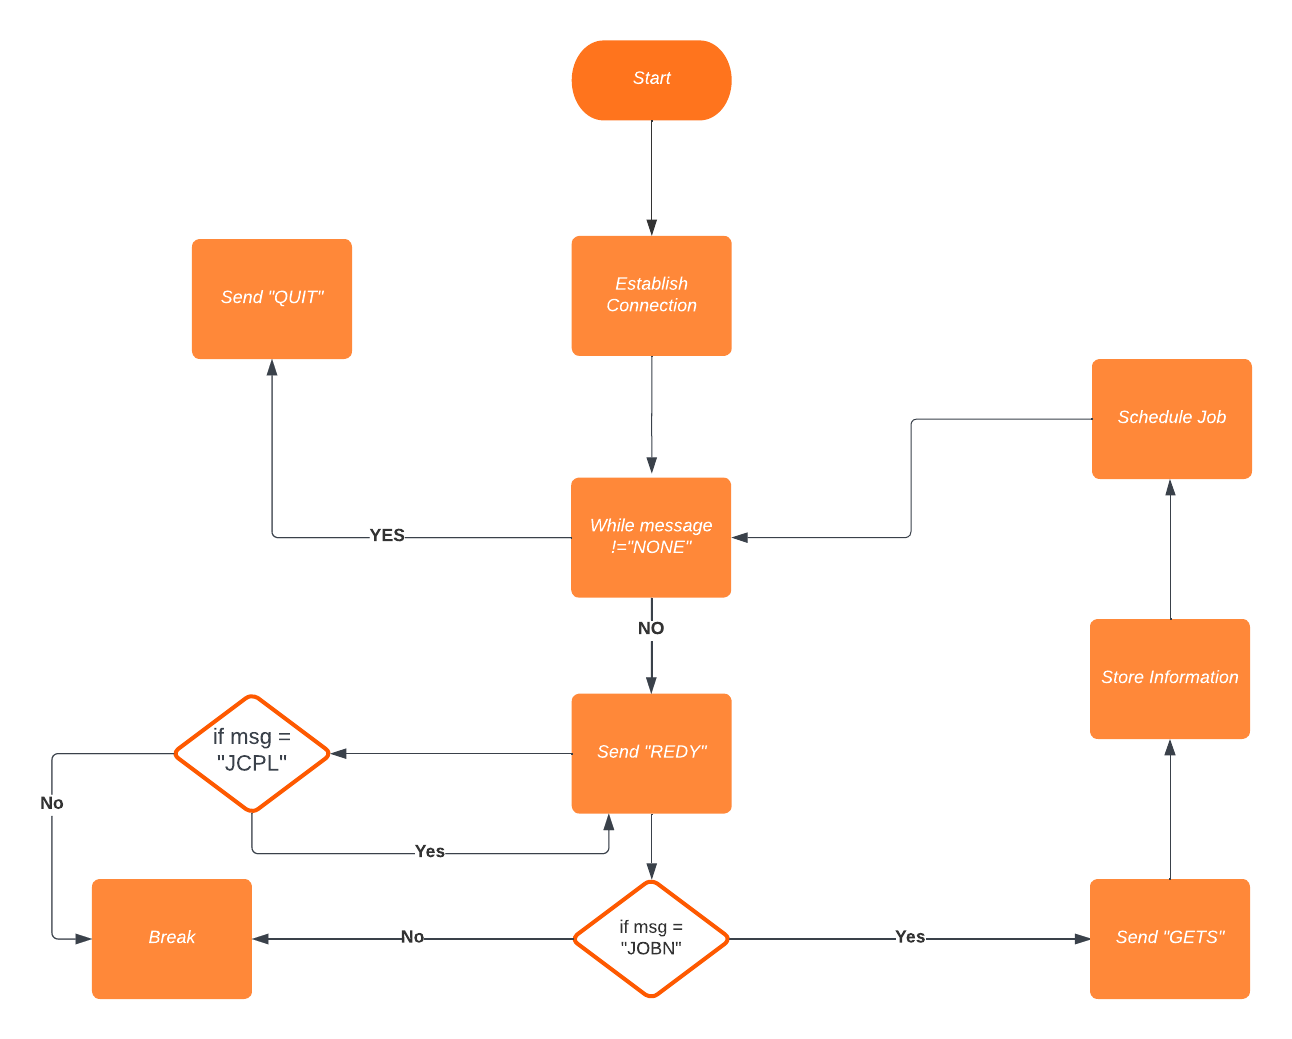 Start
Establish
Connection
Send "QUIT"
Schedule Job
YES
While message
!="NONE"
NO
Store Information
if msg =
"JCPL"
Send "REDY"
No
Yes
Break
No
if msg =
"JOBN"
Yes
Send "GETS"